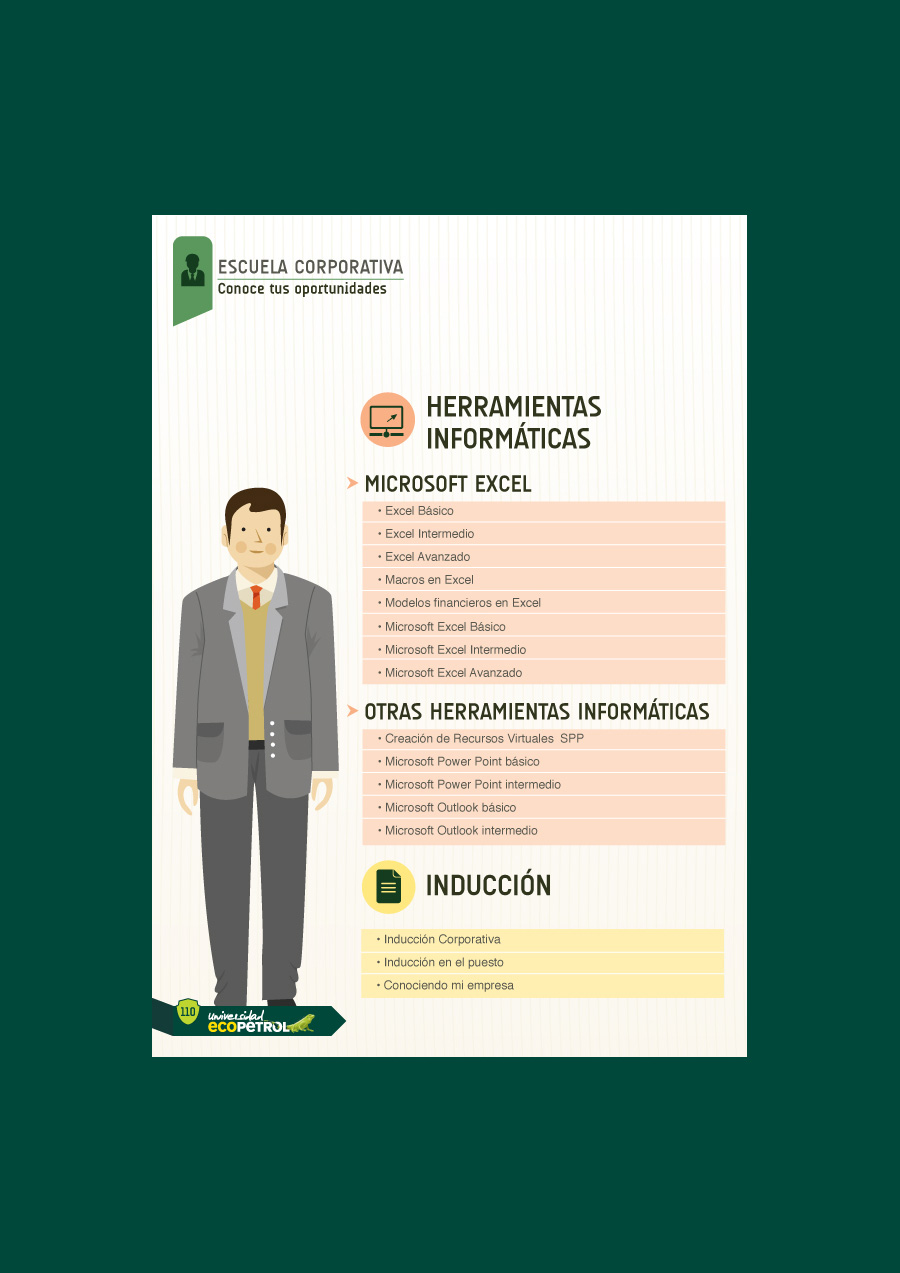 ESCUELA CORPORATIVA
Conoce tus oportunidades
HERRAMIENTAS
INFORMÁTICAS
MICROSOFT EXCEL
• Excel Básico
• Excel Intermedio
• Excel Avanzado
• Macros en Excel
• Modelos financieros en Excel
• Microsoft Excel Básico
• Microsoft Excel Intermedio
• Microsoft Excel Avanzado
OTRAS HERRAMIENTAS INFORMÁTICAS
• Creación de Recursos Virtuales  SPP
• Microsoft Power Point básico
• Microsoft Power Point intermedio
• Microsoft Outlook básico
• Microsoft Outlook intermedio
INDUCCIÓN
• Inducción Corporativa
• Inducción en el puesto
• Conociendo mi empresa
110
universidad
ECOPETROL